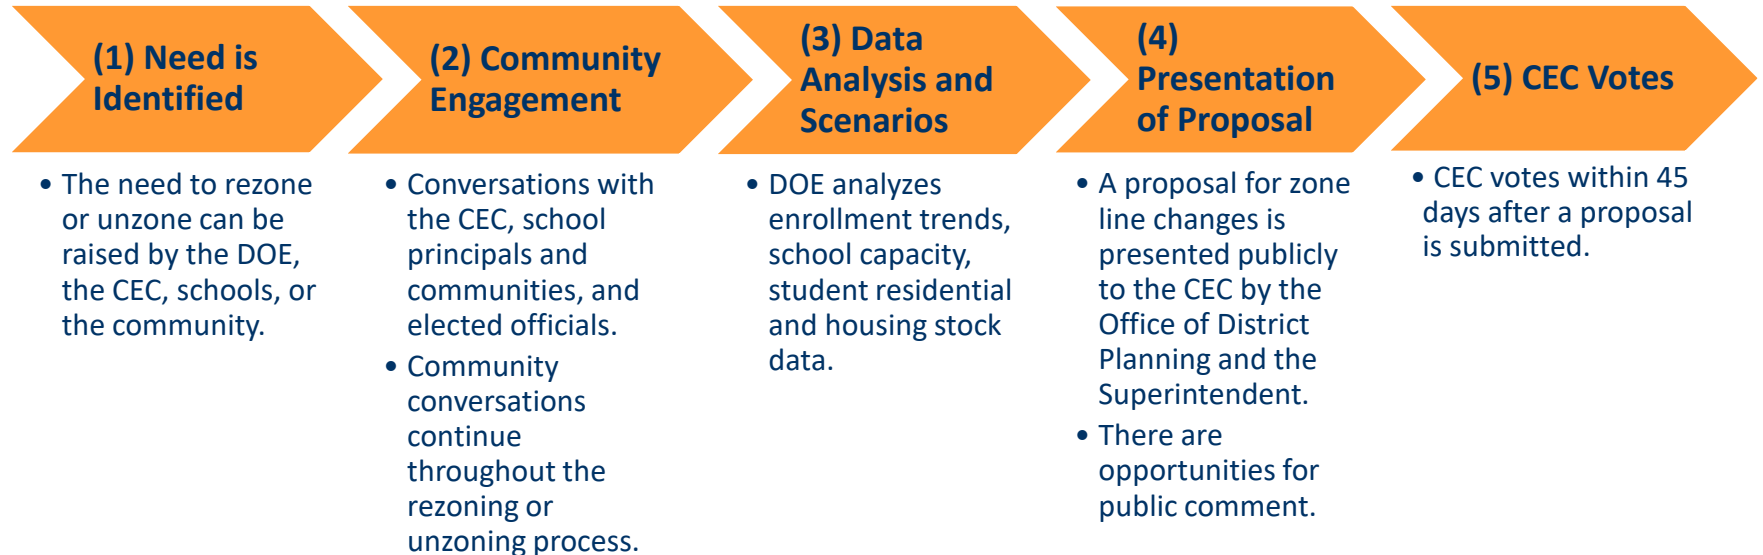 (1) Need is
Identified
• The need to rezone
or unzone can be
raised by the DOE,
the CEC, schools, or
the community.
(2) Community
Engagement
• Conversations with
the CEC, school
principals and
communities, and
elected officials.
• Community
conversations
continue
throughout the
rezoning or
unzoning process.
(3) Data
Analysis and
Scenarios
• DOE analyzes
enrollment trends,
school capacity,
student residential
and housing stock
data.
(4)
Presentation
of Proposal
• A proposal for zone
line changes is
presented publicly
to the CEC by the
Office of District
Planning and the
Superintendent.
• There are
opportunities for
public comment.
(5) CEC Votes
• CEC votes within 45
days after a proposal
is submitted.